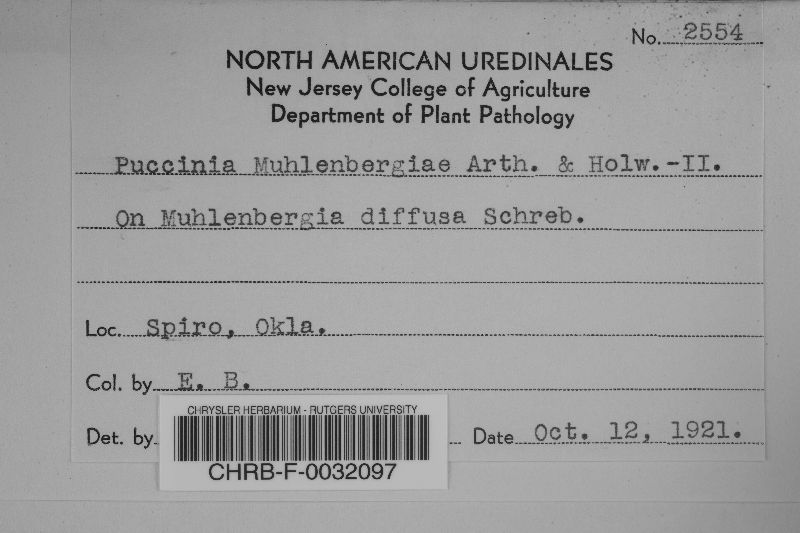 No. 2554
NORTH AMERICAN UREDINALES
New Jersey College of Agriculture
Department of Plant Pathology
Puccinia Muhlenbergiae Arth. & Holw.-II.
On Muhlenbergia diffusa Schreb.
Loc. Spiro, Okla.
Col. by E. B.
Det. by
Date Oct. 12, 1921.
CHRYSLER HERBARIUM - RUTGERS UNIVERSITY
CHRB-F-0032097